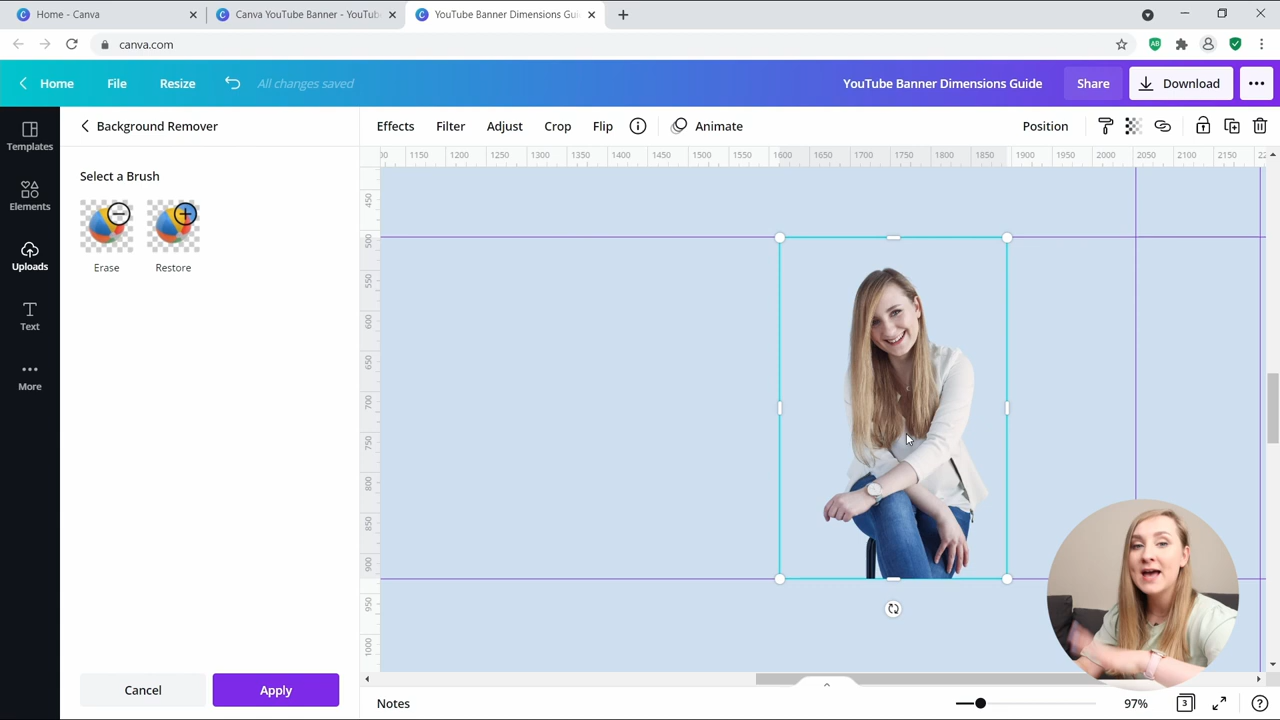 Home - Canva
Canva YouTube Banner - YouTub
YouTube Banner Dimensions Gui
canva.com
Home File Resize All changes saved YouTube Banner Dimensions Guide Share Download
Templates
Elements
Uploads
Text
More
Background Remover
Select a Brush
Erase Restore
Cancel Apply
Effects Filter Adjust Crop Flip Animate Position
00 1150 1200 1250 1300 1350 1400 1450 1500 1550 1600 1650 1700 1750 1800 1850 1900 1950 2000 2050 2100 2150 22
450
500
550
600
650
700
750
800
850
900
950
1000
Notes 97% 3